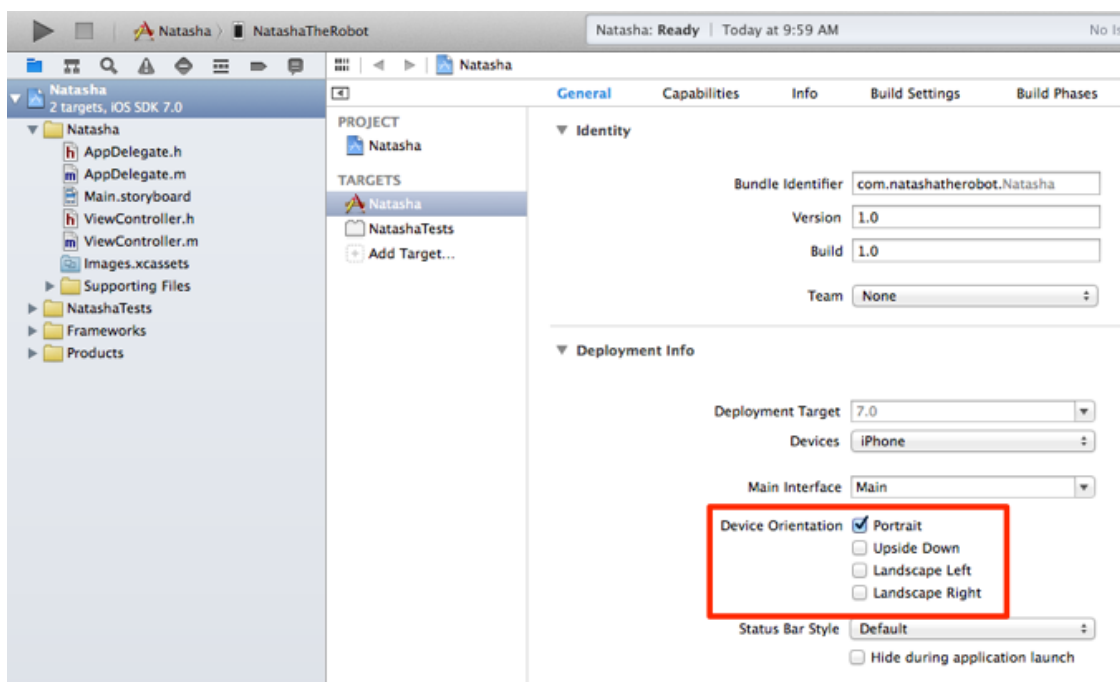 Natasha 〉 NatashaTheRobot
Natasha: Ready | Today at 9:59 AM
No Is
Natasha
2 targets, iOS SDK 7.0
Natasha
h AppDelegate.h
m AppDelegate.m
Main.storyboard
h ViewController.h
m ViewController.m
Images.xcassets
Supporting Files
NatashaTests
Frameworks
Products
Natasha
General Capabilities Info Build Settings Build Phases
PROJECT
Natasha
TARGETS
Natasha
NatashaTests
Add Target...
Identity
Bundle Identifier com.natashatherobot.Natasha
Version 1.0
Build 1.0
Team None
Deployment Info
Deployment Target 7.0
Devices iPhone
Main Interface Main
Device Orientation Portrait
Upside Down
Landscape Left
Landscape Right
Status Bar Style Default
Hide during application launch